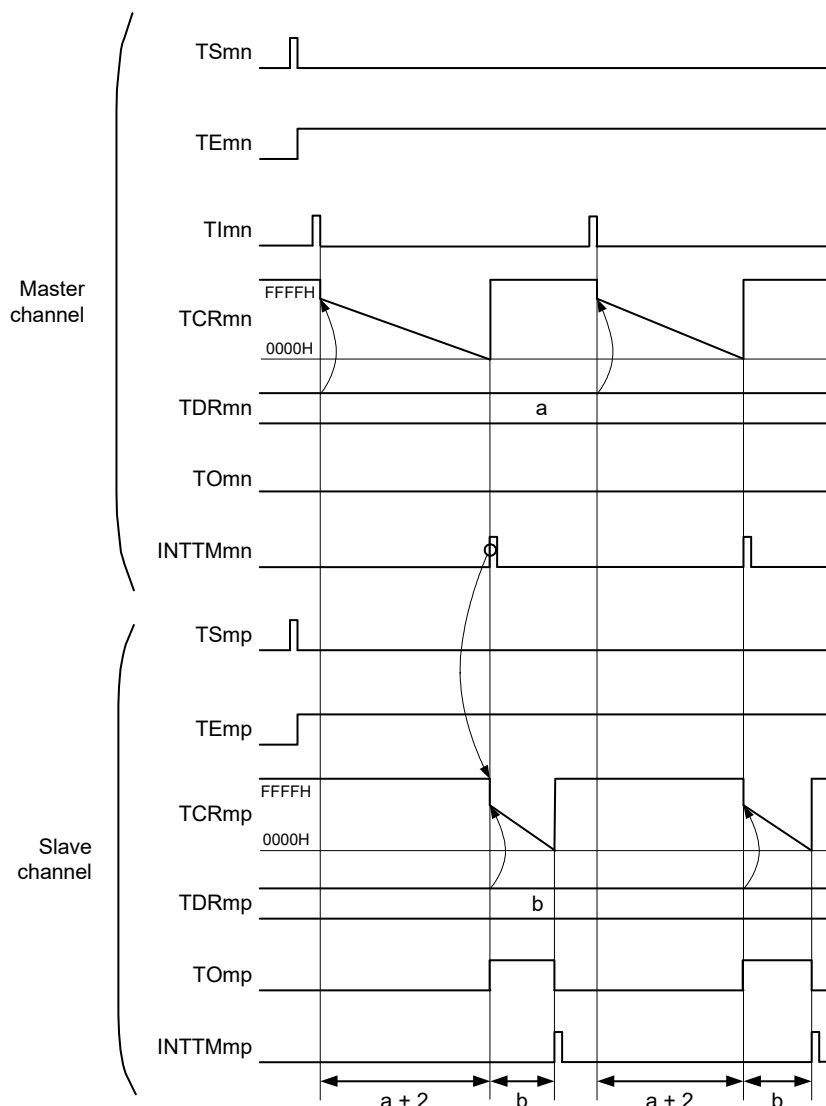 TSmn
TEmn
TImn
Master
channel
FFFFH
TCRmn
0000H
TDRmn
a
TOmn
INTTMmn
TSmp
TEmp
FFFFH
TCRmp
Slave
channel
0000H
TDRmp
b
TOmp
INTTMmp
a + 2 b a + 2 b